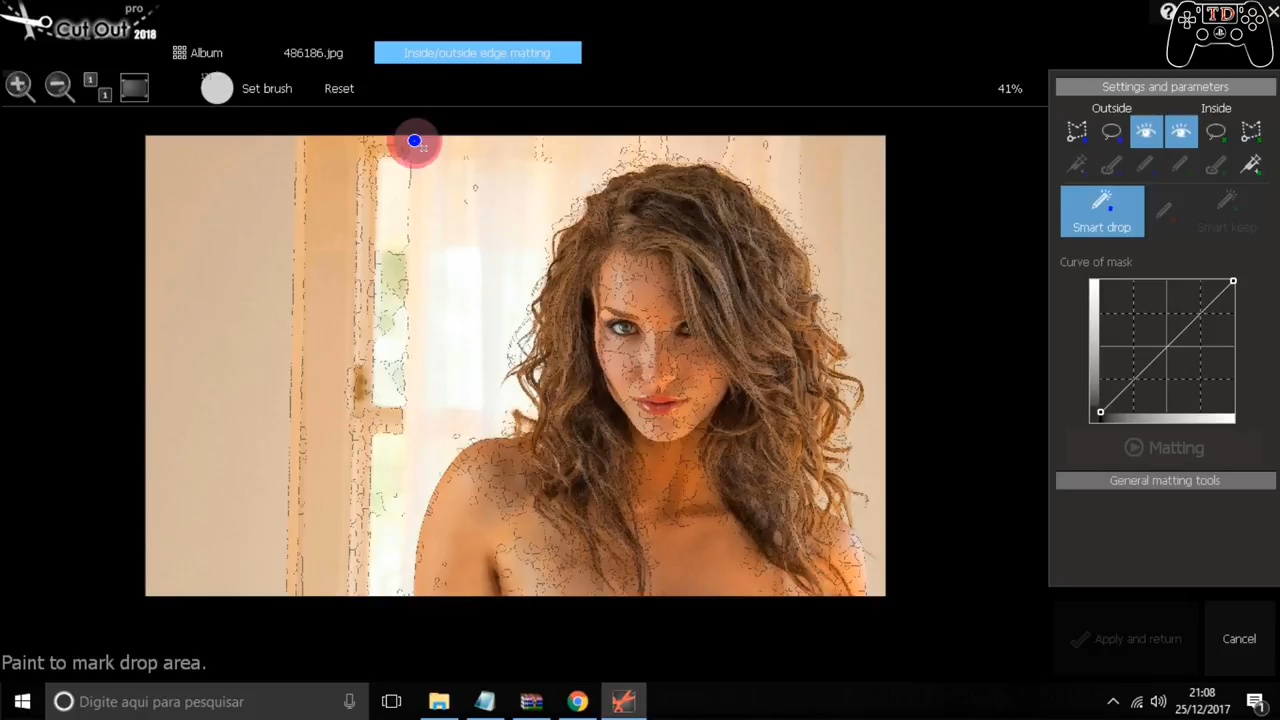 pro
Cut Out
2018
TD
Album
486186.jpg
Inside/outside edge matting
Set brush
Reset
41%
Settings and parameters
Outside
Inside
Smart drop
Smart keep
Curve of mask
Matting
General matting tools
Apply and return
Cancel
Paint to mark drop area.
Digite aqui para pesquisar
21:08
25/12/2017